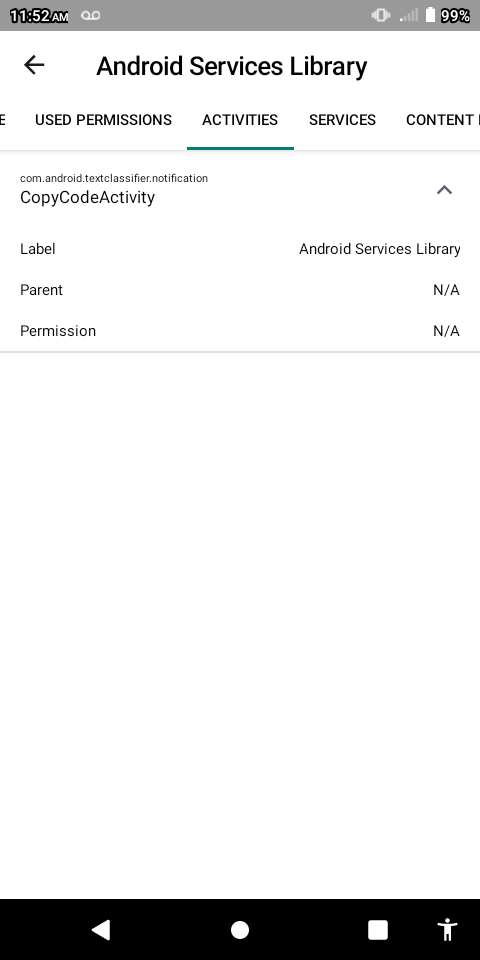 11:52 AM
99%
Android Services Library
E USED PERMISSIONS ACTIVITIES SERVICES CONTENT
com.android.textclassifier.notification
CopyCodeActivity
Label Android Services Library
Parent N/A
Permission N/A